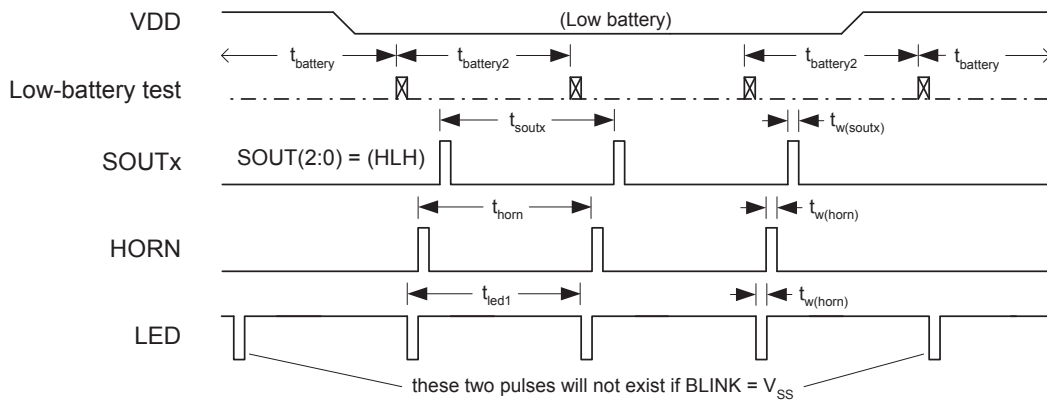 VDD
(Low battery)
t_battery t_battery2 t_battery2 t_battery
Low-battery test
t_soutx t_w(soutx)
SOUTx
SOUT(2:0) = (HLH)
t_horn t_w(horn)
HORN
t_led1 t_w(horn)
LED
these two pulses will not exist if BLINK = V_SS